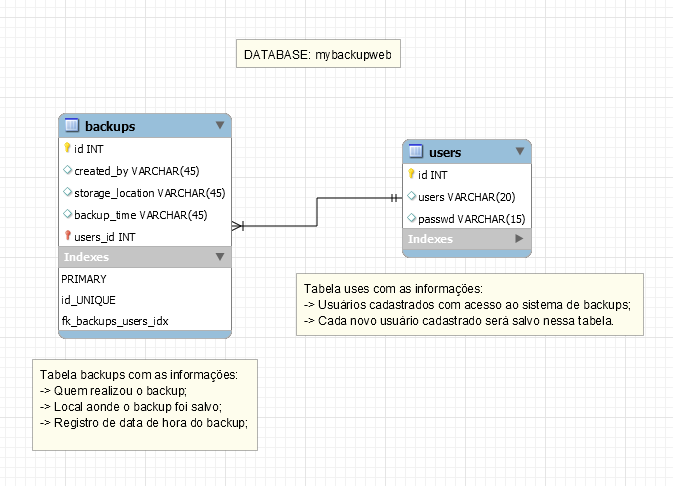 DATABASE: mybackupweb
backups
id INT
created_by VARCHAR(45)
storage_location VARCHAR(45)
backup_time VARCHAR(45)
users_id INT
Indexes
PRIMARY
id_UNIQUE
fk_backups_users_idx
users
id INT
users VARCHAR(20)
passwd VARCHAR(15)
Indexes
Tabela uses com as informações:
-> Usuários cadastrados com acesso ao sistema de backups;
-> Cada novo usuário cadastrado será salvo nessa tabela.
Tabela backups com as informações:
-> Quem realizou o backup;
-> Local aonde o backup foi salvo;
-> Registro de data de hora do backup;